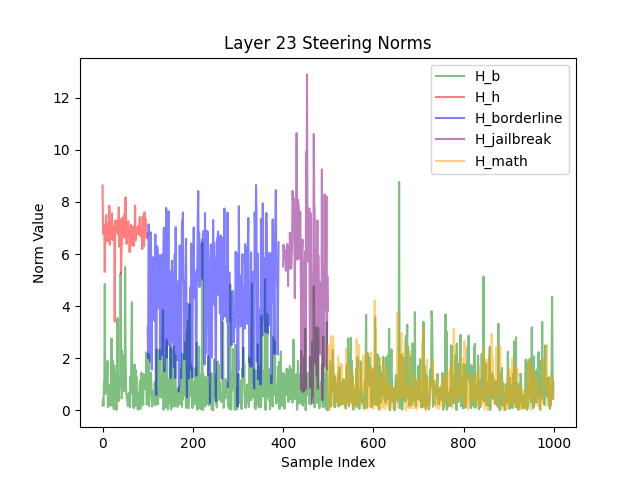 Layer 23 Steering Norms
H_b
H_h
H_borderline
H_jailbreak
H_math
Norm Value
12
10
8
6
4
2
0
0
200
400
600
800
1000
Sample Index